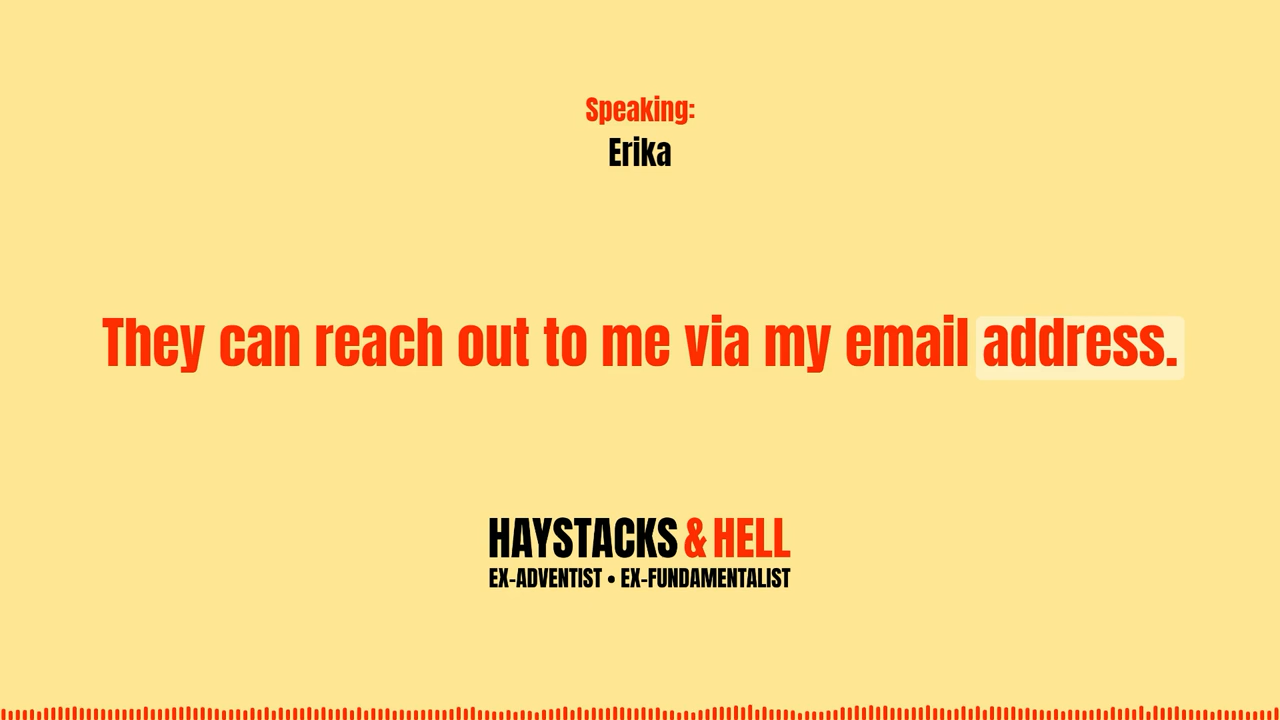 Speaking:
Erika
They can reach out to me via my email address.
HAYSTACKS & HELL
EX-ADVENTIST • EX-FUNDAMENTALIST